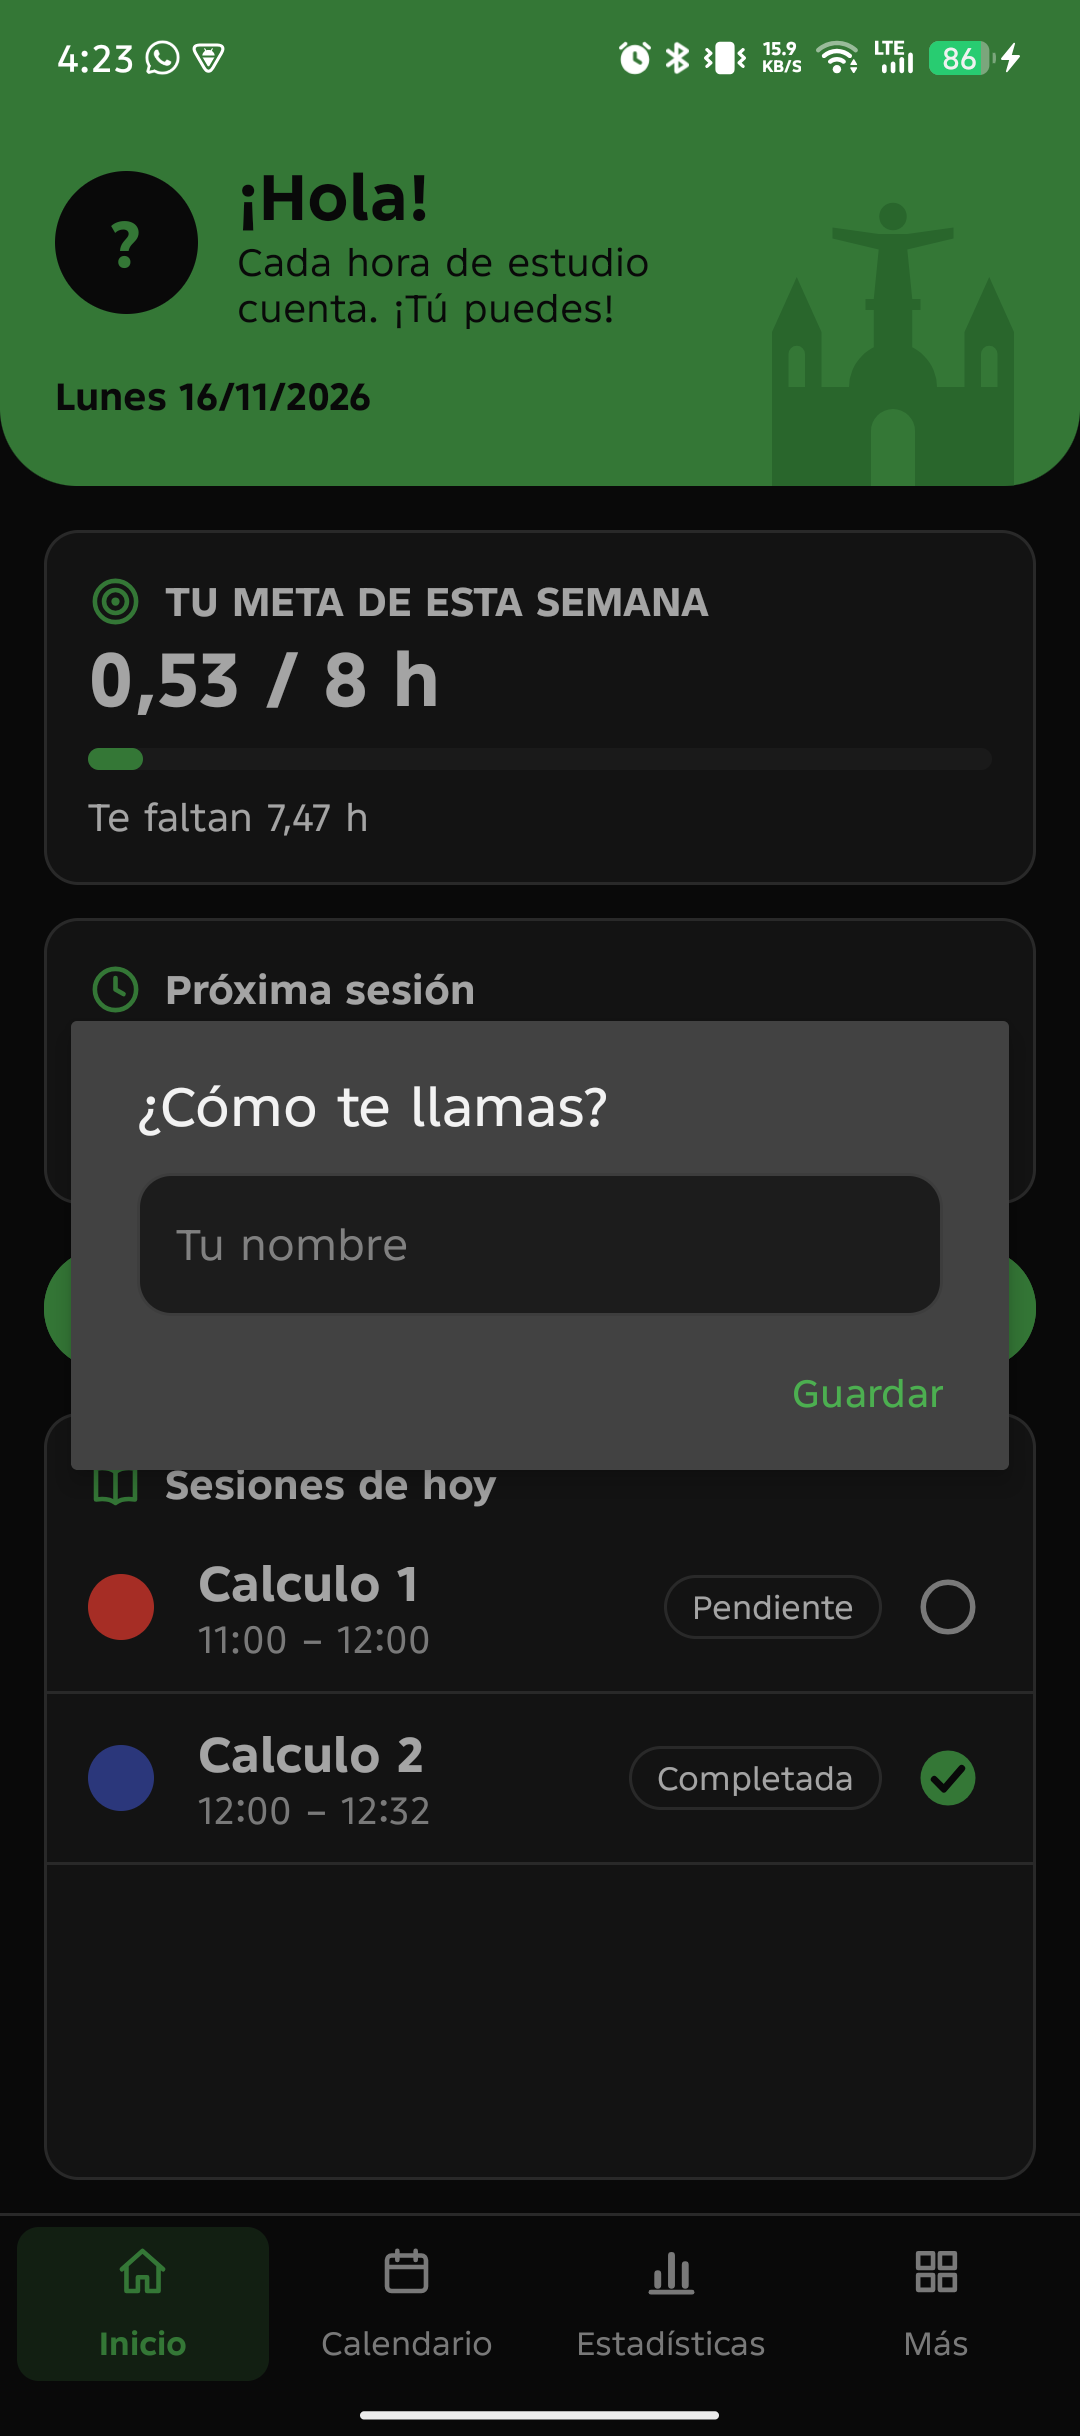 4:23
15.9 KB/S
LTE
86
?
¡Hola!
Cada hora de estudio
cuenta. ¡Tú puedes!
Lunes 16/11/2026
TU META DE ESTA SEMANA
0,53 / 8 h
Te faltan 7,47 h
Próxima sesión
¿Cómo te llamas?
Tu nombre
Guardar
Sesiones de hoy
Calculo 1
Pendiente
11:00 – 12:00
Calculo 2
Completada
12:00 – 12:32
Inicio
Calendario
Estadísticas
Más